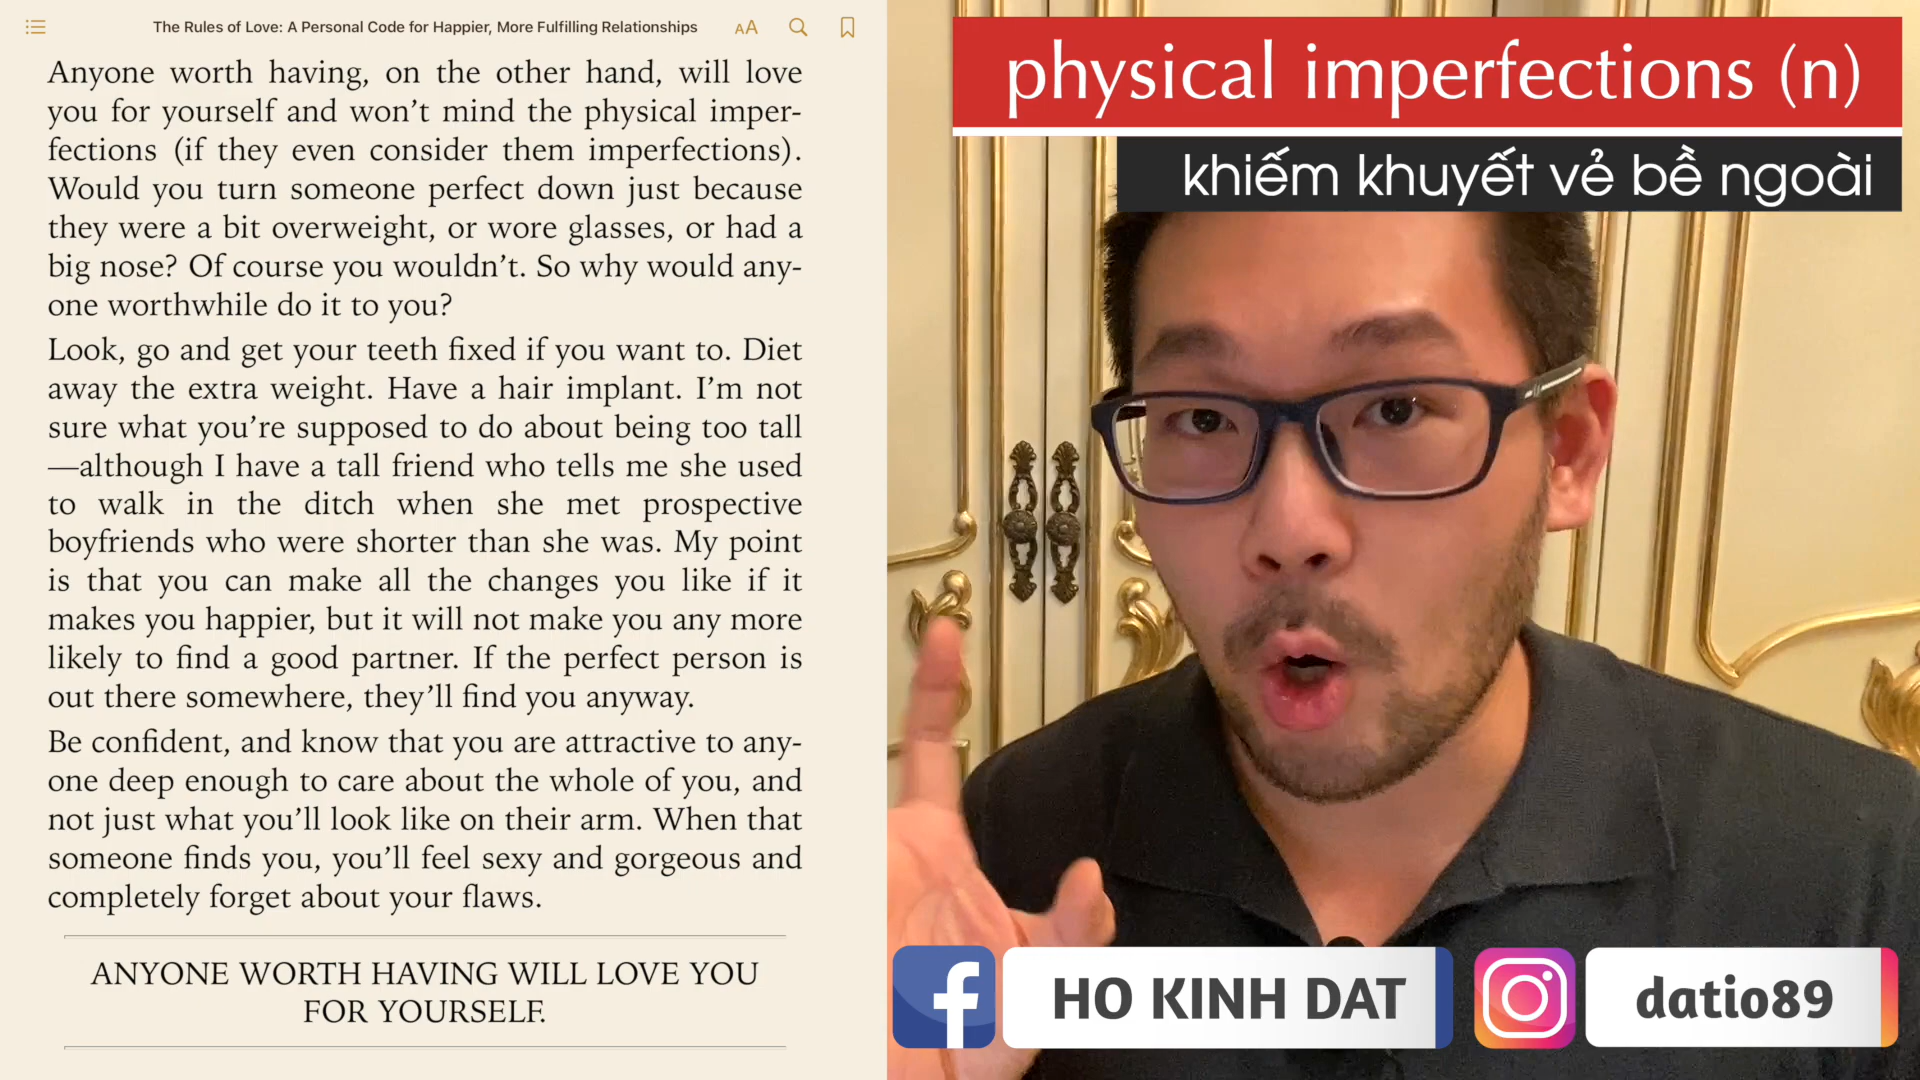 The Rules of Love: A Personal Code for Happier, More Fulfilling Relationships
AA
Anyone worth having, on the other hand, will love
you for yourself and won't mind the physical imper-
fections (if they even consider them imperfections).
Would you turn someone perfect down just because
they were a bit overweight, or wore glasses, or had a
big nose? Of course you wouldn't. So why would any-
one worthwhile do it to you?
Look, go and get your teeth fixed if you want to. Diet
away the extra weight. Have a hair implant. I'm not
sure what you're supposed to do about being too tall
—although I have a tall friend who tells me she used
to walk in the ditch when she met prospective
boyfriends who were shorter than she was. My point
is that you can make all the changes you like if it
makes you happier, but it will not make you any more
likely to find a good partner. If the perfect person is
out there somewhere, they'll find you anyway.
Be confident, and know that you are attractive to any-
one deep enough to care about the whole of you, and
not just what you'll look like on their arm. When that
someone finds you, you'll feel sexy and gorgeous and
completely forget about your flaws.
ANYONE WORTH HAVING WILL LOVE YOU
FOR YOURSELF.
physical imperfections (n)
khiếm khuyết vẻ bề ngoài
f
HO KINH DAT
datio89